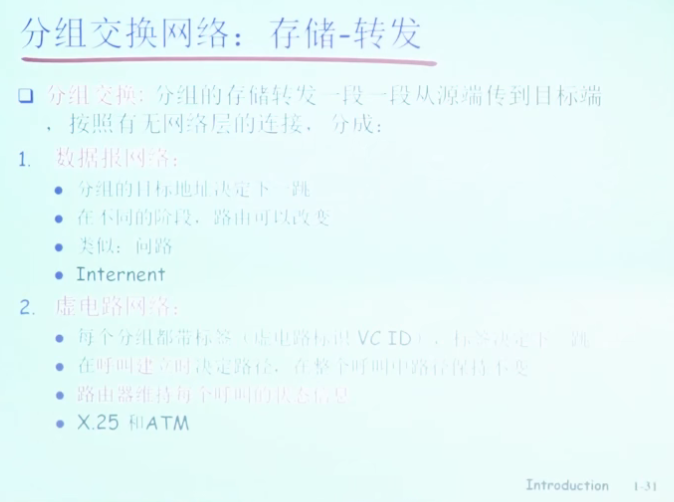 分组交换网络：存储-转发
❑ 分组交换: 分组的存储转发一段一段从源端传到目标端
，按照有无网络层的连接，分成：
1. 数据报网络：
● 分组的目标地址决定下一跳
● 在不同的阶段，路由可以改变
● 类似：问路
● Internent
2. 虚电路网络：
● 每个分组都带标签（虚电路标识 VC ID），标签决定下一跳
● 在呼叫建立时决定路径，在整个呼叫中路径保持不变
● 路由器维持每个呼叫的状态信息
● X.25 和ATM
Introduction 1-31